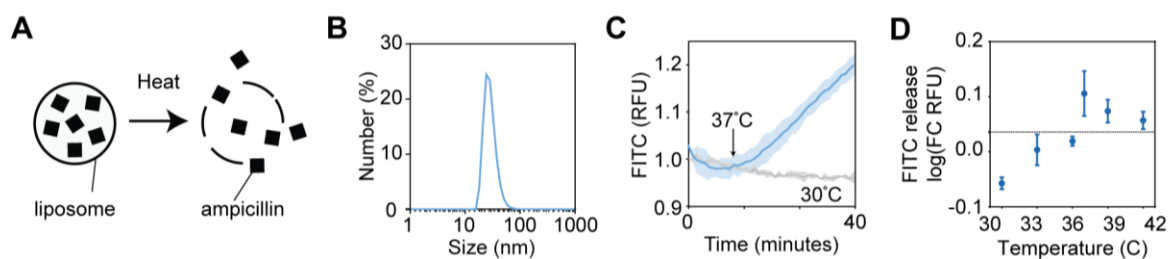 A
Heat
liposome
ampicillin
B
Number (%)
30
20
10
0
1
10
100
1000
Size (nm)
C
FITC (RFU)
1.2
1.1
1.0
0.9
37°C
30°C
0
40
Time (minutes)
D
FITC release
log(FC RFU)
0.2
0.1
0.0
-0.1
30
33
36
39
42
Temperature (C)